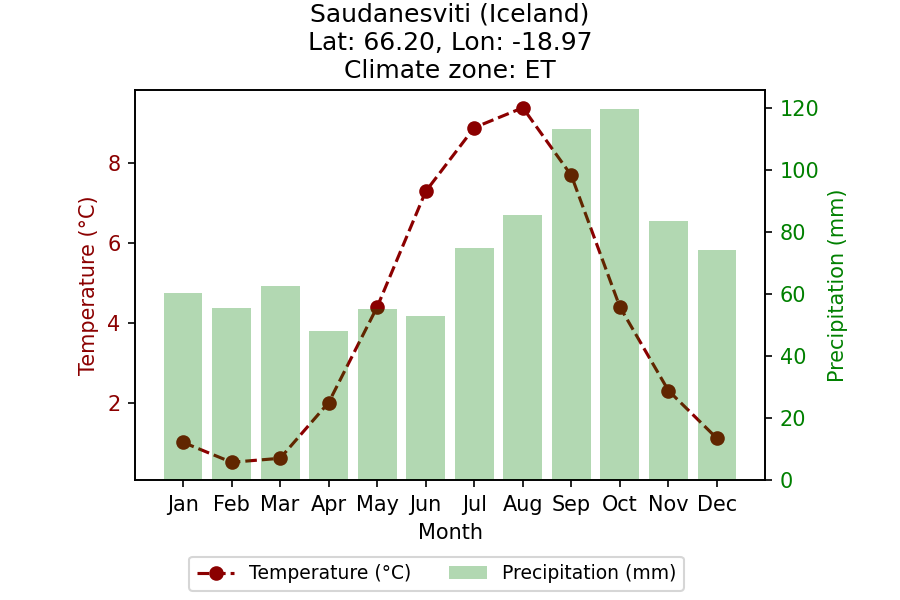 Saudanesviti (Iceland)
Lat: 66.20, Lon: -18.97
Climate zone: ET
Temperature (°C)
8
6
4
2
120
100
80
60
40
20
0
Precipitation (mm)
Jan Feb Mar Apr May Jun Jul Aug Sep Oct Nov Dec
Month
Temperature (°C) Precipitation (mm)